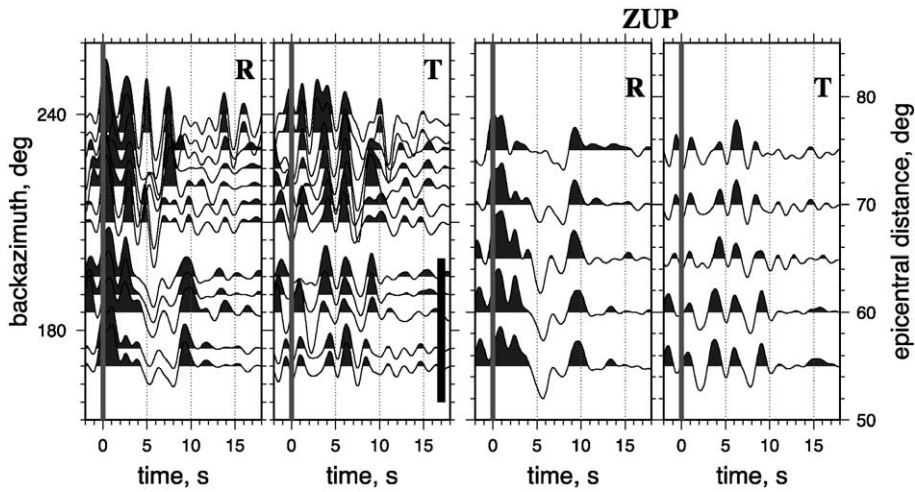 ZUP
R T R T
240
180
backazimuth, deg
80
70
60
50
epicentral distance, deg
0 5 10 15 0 5 10 15 0 5 10 15 0 5 10 15
time, s time, s time, s time, s